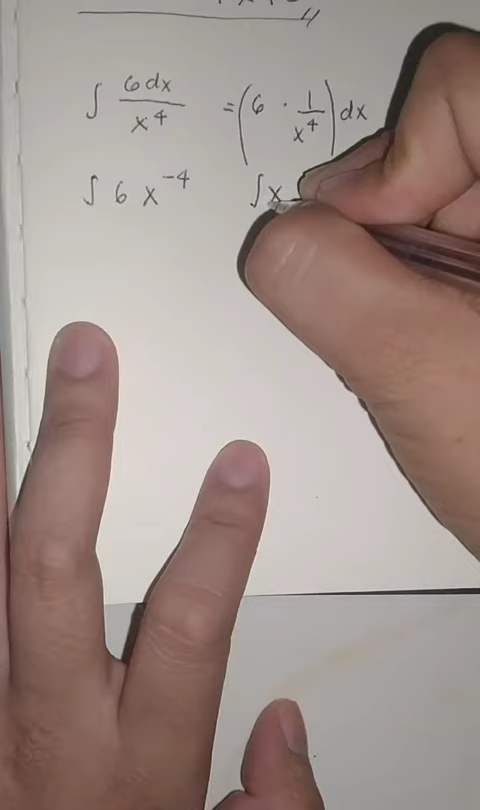 ∫ 6dx/x⁴ = (6 · 1/x⁴) dx
∫ 6 x⁻⁴ ∫x